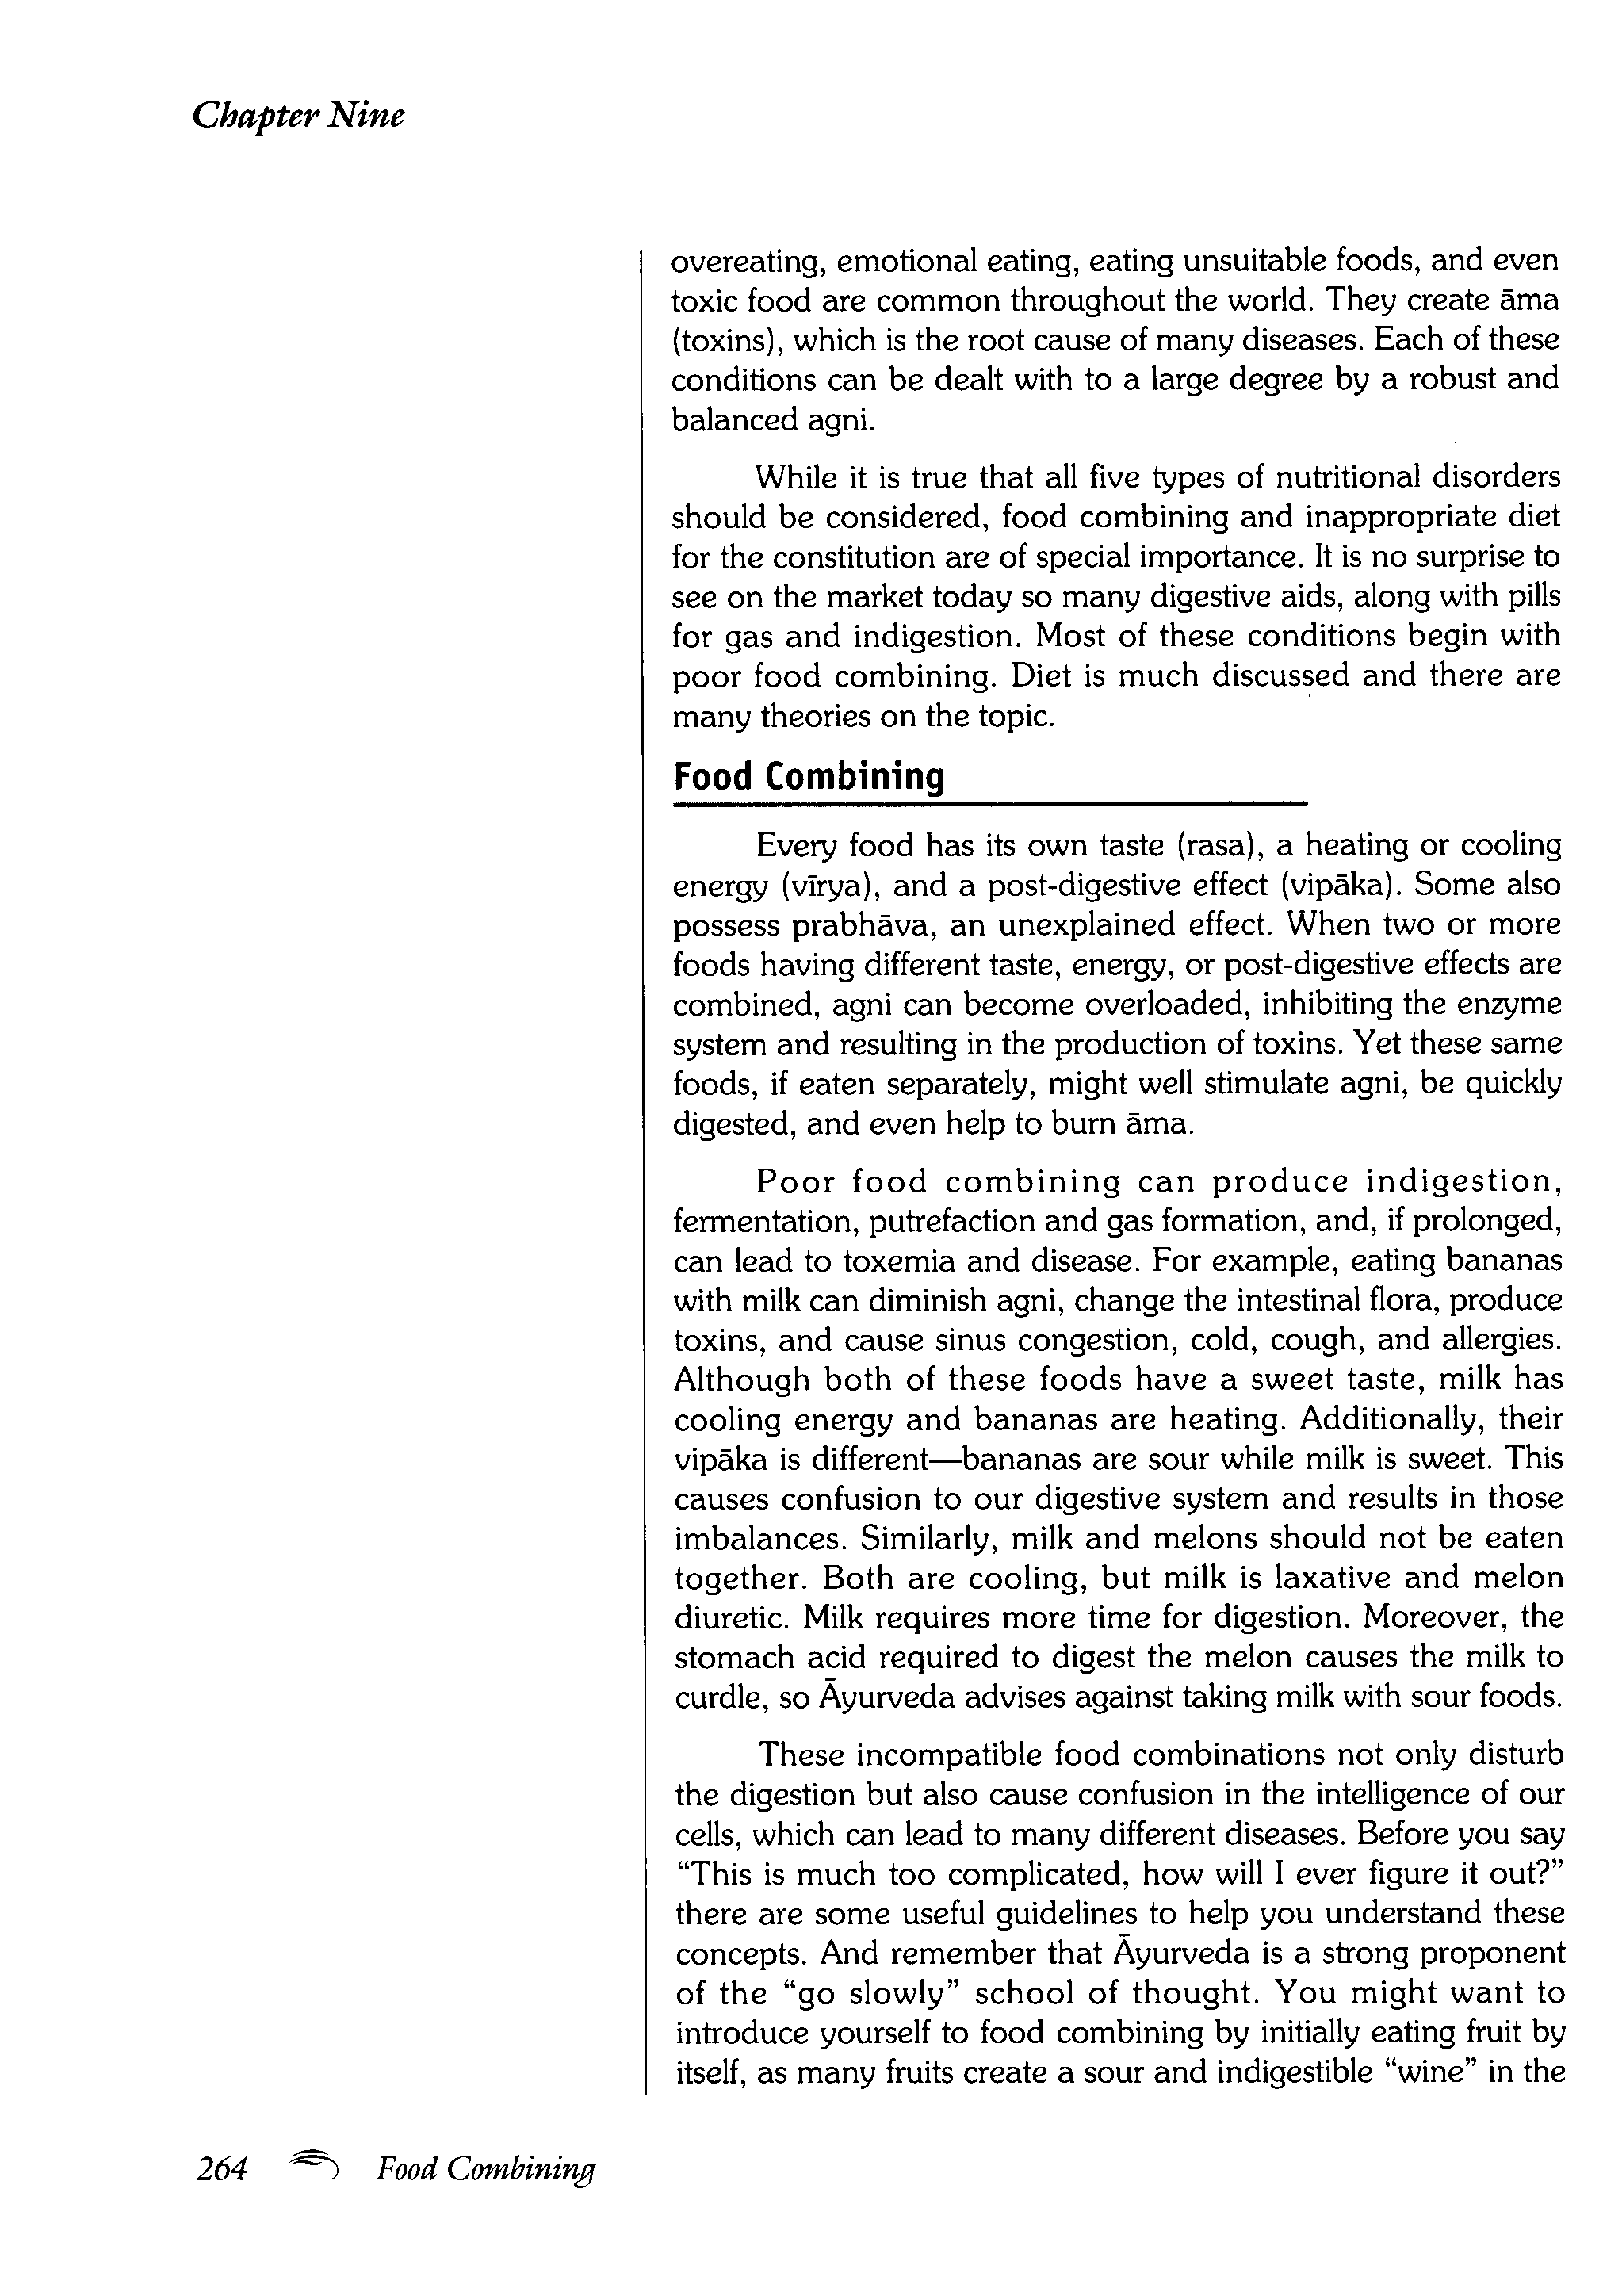 Chapter Nine
overeating, emotional eating, eating unsuitable foods, and even
toxic food are common throughout the world. They create āma
(toxins), which is the root cause of many diseases. Each of these
conditions can be dealt with to a large degree by a robust and
balanced agni.
While it is true that all five types of nutritional disorders
should be considered, food combining and inappropriate diet
for the constitution are of special importance. It is no surprise to
see on the market today so many digestive aids, along with pills
for gas and indigestion. Most of these conditions begin with
poor food combining. Diet is much discussed and there are
many theories on the topic.
Food Combining
Every food has its own taste (rasa), a heating or cooling
energy (vīrya), and a post-digestive effect (vipāka). Some also
possess prabhāva, an unexplained effect. When two or more
foods having different taste, energy, or post-digestive effects are
combined, agni can become overloaded, inhibiting the enzyme
system and resulting in the production of toxins. Yet these same
foods, if eaten separately, might well stimulate agni, be quickly
digested, and even help to burn āma.
Poor food combining can produce indigestion,
fermentation, putrefaction and gas formation, and, if prolonged,
can lead to toxemia and disease. For example, eating bananas
with milk can diminish agni, change the intestinal flora, produce
toxins, and cause sinus congestion, cold, cough, and allergies.
Although both of these foods have a sweet taste, milk has
cooling energy and bananas are heating. Additionally, their
vipāka is different—bananas are sour while milk is sweet. This
causes confusion to our digestive system and results in those
imbalances. Similarly, milk and melons should not be eaten
together. Both are cooling, but milk is laxative and melon
diuretic. Milk requires more time for digestion. Moreover, the
stomach acid required to digest the melon causes the milk to
curdle, so Āyurveda advises against taking milk with sour foods.
These incompatible food combinations not only disturb
the digestion but also cause confusion in the intelligence of our
cells, which can lead to many different diseases. Before you say
“This is much too complicated, how will I ever figure it out?”
there are some useful guidelines to help you understand these
concepts. And remember that Āyurveda is a strong proponent
of the “go slowly” school of thought. You might want to
introduce yourself to food combining by initially eating fruit by
itself, as many fruits create a sour and indigestible “wine” in the
264 Food Combining